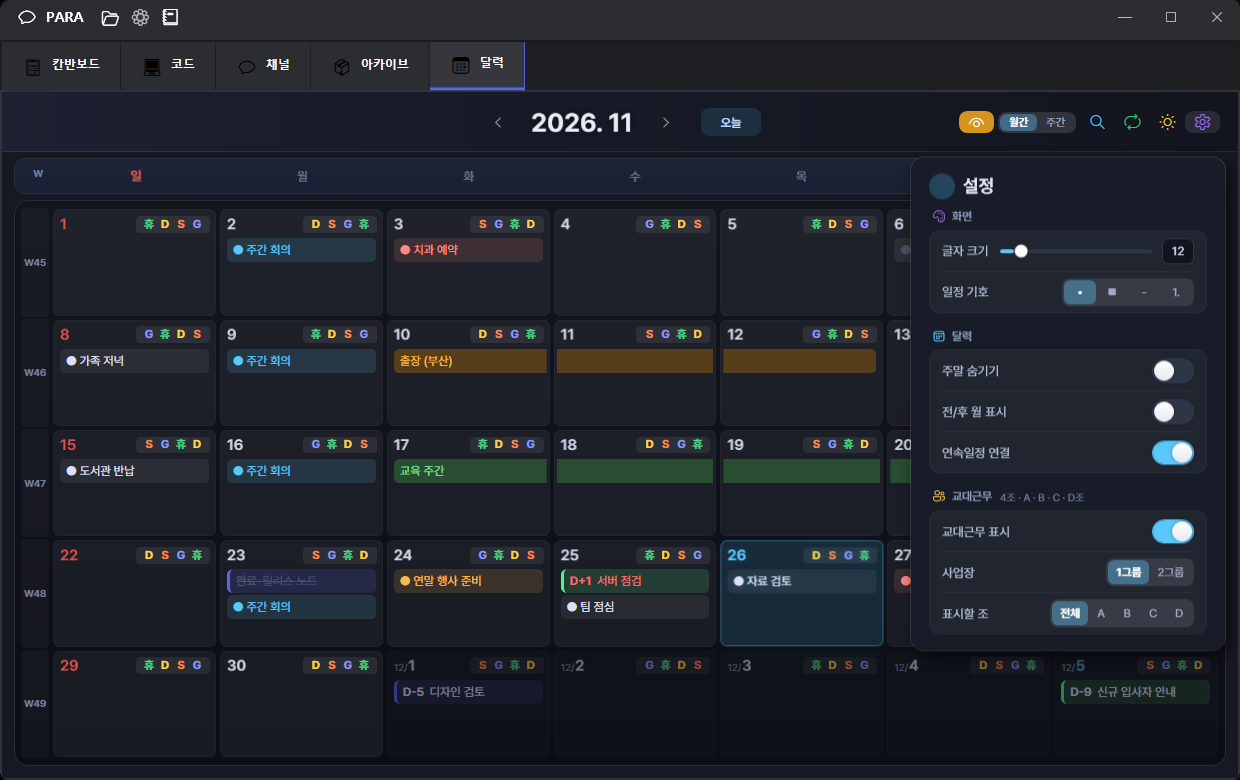 PARA
칸반보드 코드 채널 아카이브 달력
2026. 11 오늘 월간 주간
W 일 월 화 수 목
1 휴 D S G 2 D S G 휴 3 S G 휴 D 4 G 휴 D S 5 휴 D S G 6
W45 주간 회의 치과 예약
8 G 휴 D S 9 휴 D S G 10 D S G 휴 11 S G 휴 D 12 G 휴 D S 13
W46 가족 저녁 주간 회의 출장 (부산)
15 S G 휴 D 16 G 휴 D S 17 휴 D S G 18 D S G 휴 19 S G 휴 D 20
W47 도서관 반납 주간 회의 교육 주간
22 D S G 휴 23 S G 휴 D 24 G 휴 D S 25 휴 D S G 26 D S G 휴 27
W48 완료 릴리스 노트 연말 행사 준비 D+1 서버 점검 자료 검토
주간 회의 팀 점심
29 휴 D S G 30 D S G 휴 12/1 S G 휴 D 12/2 G 휴 D S 12/3 휴 D S G 12/4 D S G 휴 12/5 S G 휴 D
W49 D-5 디자인 검토 D-9 신규 입사자 안내
설정
화면
글자 크기 12
일정 기호 • ■ - 1.
달력
주말 숨기기
전/후 월 표시
연속일정 연결
교대근무 4조 · A · B · C · D조
교대근무 표시
사업장 1그룹 2그룹
표시할 조 전체 A B C D